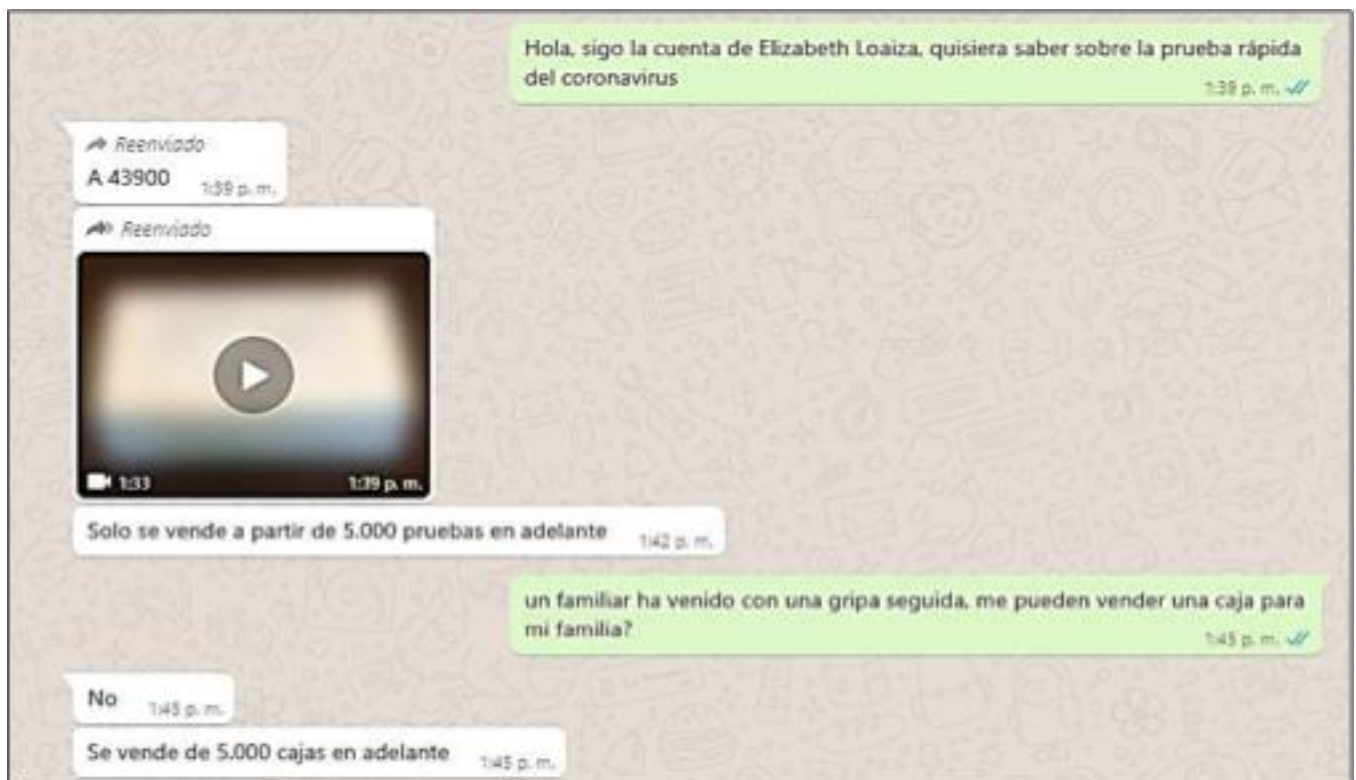 Hola, sigo la cuenta de Elizabeth Loaiza, quisiera saber sobre la prueba rápida
del coronavirus
1:39 p. m.
Reenviado
A 43900
1:39 p. m.
Reenviado
1:33
1:39 p. m.
Solo se vende a partir de 5.000 pruebas en adelante
1:42 p. m.
un familiar ha venido con una gripa seguida, me pueden vender una caja para
mi familia?
1:45 p. m.
No
1:45 p. m.
Se vende de 5.000 cajas en adelante
1:45 p. m.